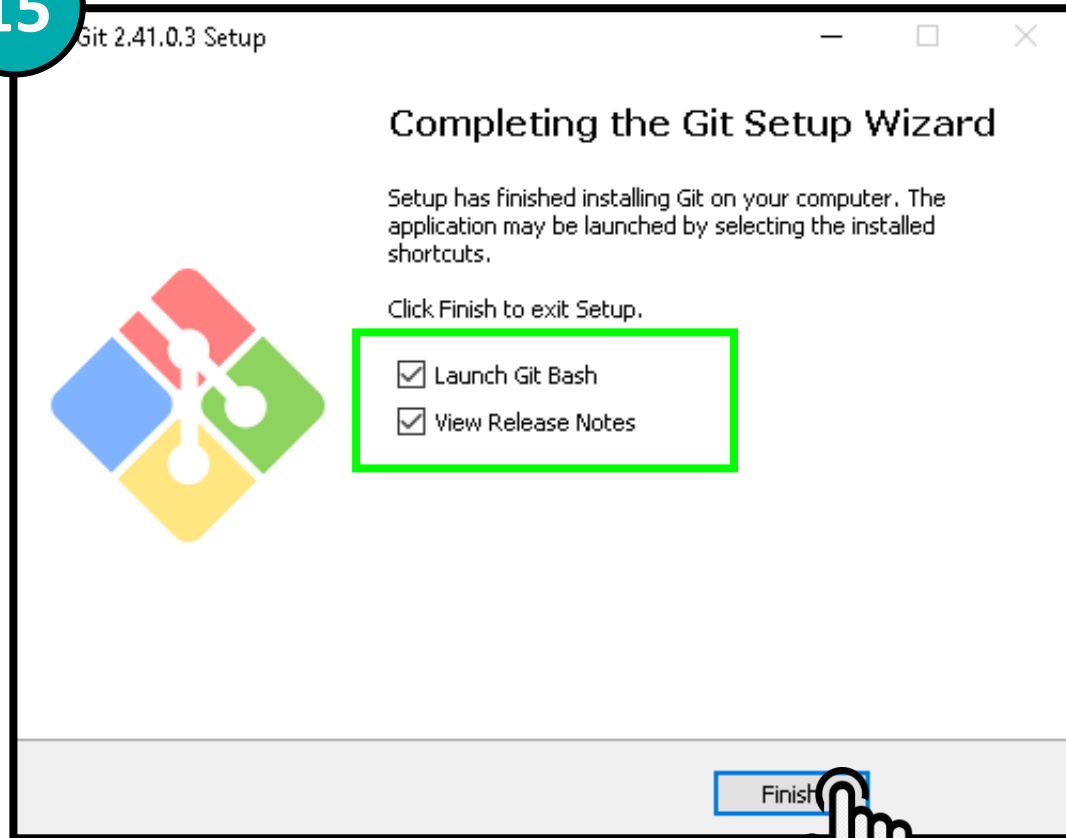 15
Git 2.41.0.3 Setup
Completing the Git Setup Wizard
Setup has finished installing Git on your computer. The
application may be launched by selecting the installed
shortcuts.
Click Finish to exit Setup.
Launch Git Bash
View Release Notes
Finish